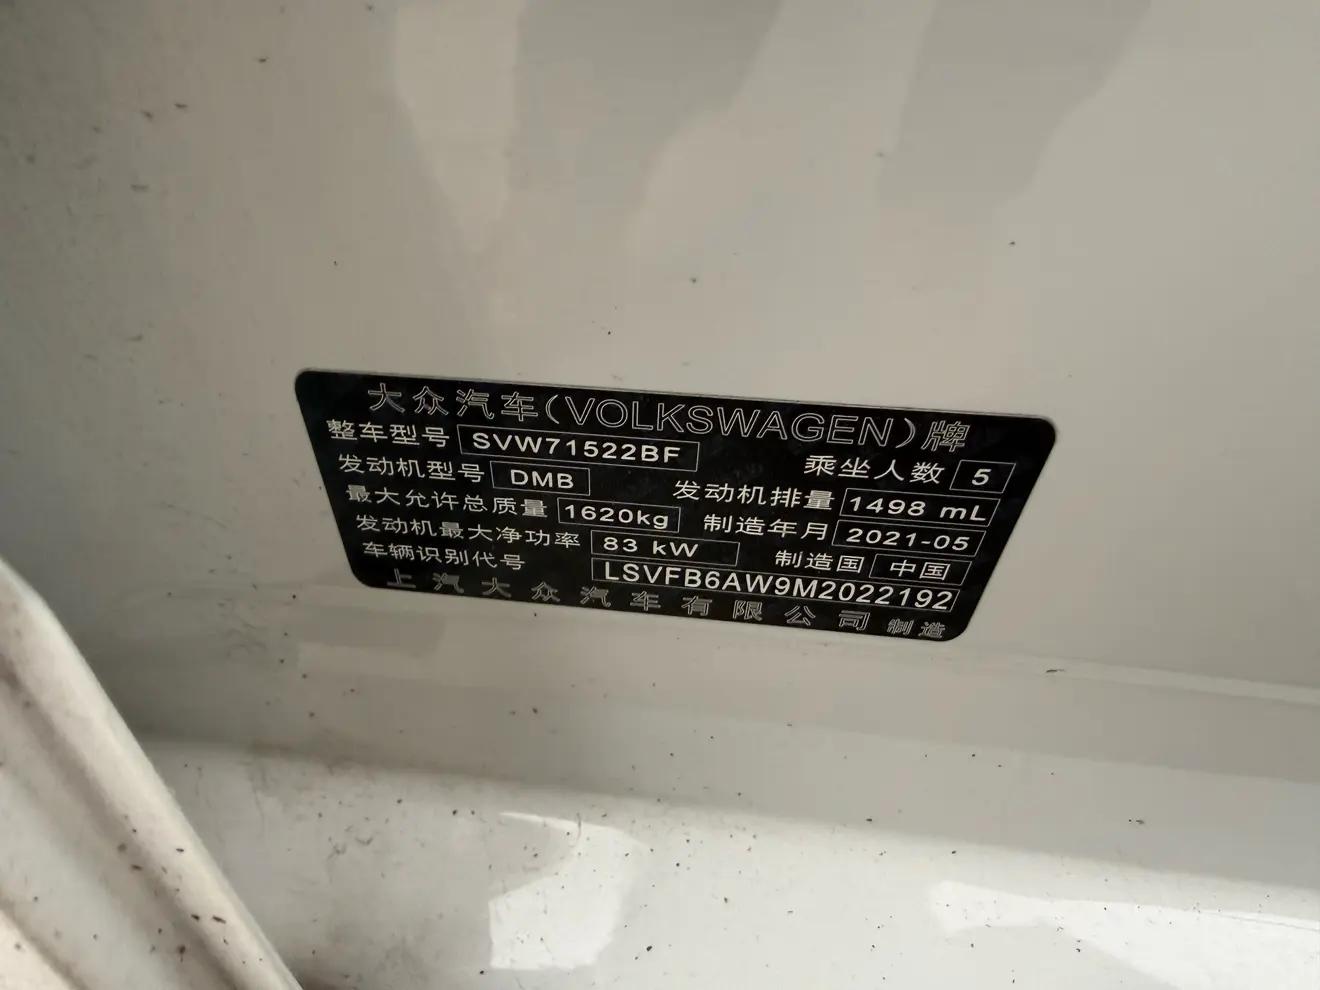 大众汽车(VOLKSWAGEN)牌
整车型号 SVW71522BF 乘坐人数 5
发动机型号 DMB 发动机排量 1498 mL
最大允许总质量 1620kg 制造年月 2021-05
发动机最大净功率 83 kW 制造国 中国
车辆识别代号 LSVFB6AW9M2022192
上汽大众汽车有限公司 制造